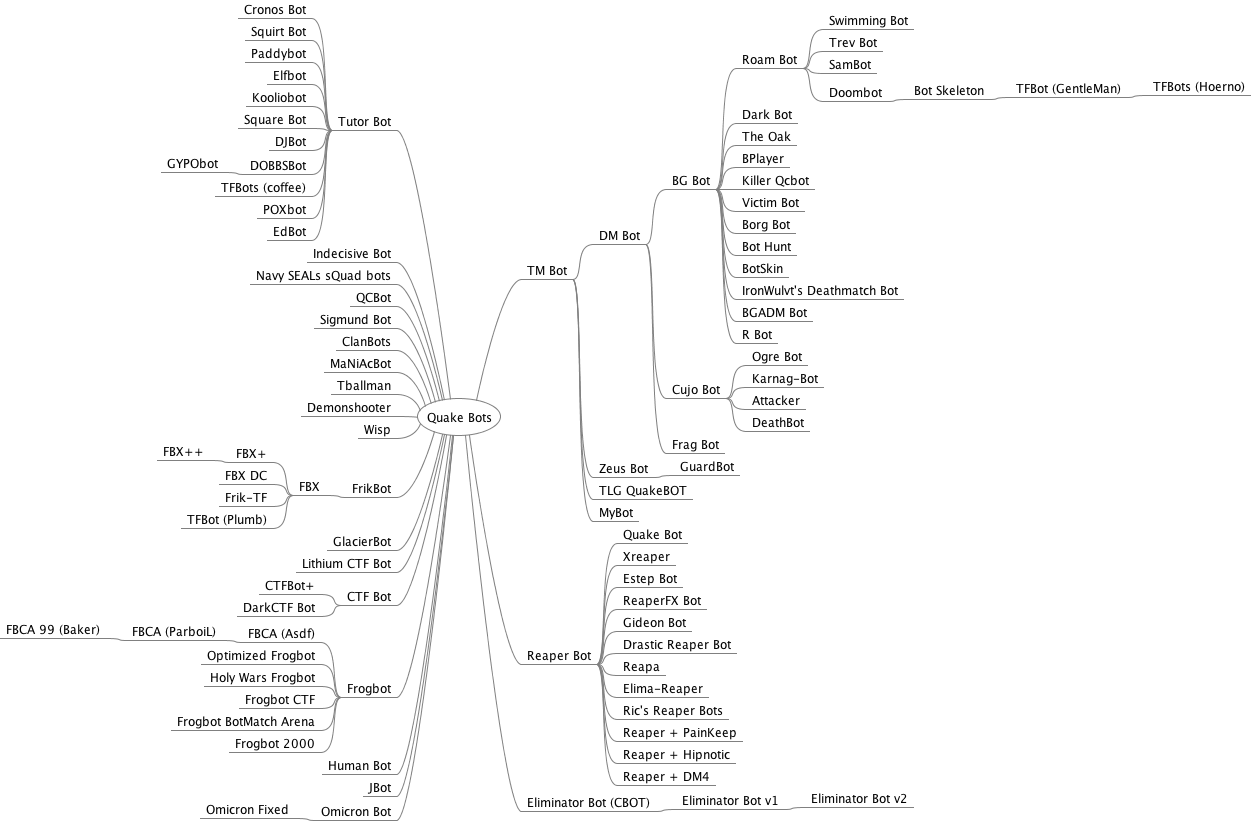 Quake Bots
Tutor Bot
Cronos Bot
Squirt Bot
Paddybot
Elfbot
Kooliobot
Square Bot
DJBot
DOBBSBot
GYPObot
TFBots (coffee)
POXbot
EdBot
Indecisive Bot
Navy SEALs sQuad bots
QCBot
Sigmund Bot
ClanBots
MaNiAcBot
Tballman
Demonshooter
Wisp
FrikBot
FBX
FBX+
FBX++
FBX DC
Frik-TF
TFBot (Plumb)
GlacierBot
Lithium CTF Bot
CTF Bot
CTFBot+
DarkCTF Bot
Frogbot
FBCA (Asdf)
FBCA (ParboiL)
FBCA 99 (Baker)
Optimized Frogbot
Holy Wars Frogbot
Frogbot CTF
Frogbot BotMatch Arena
Frogbot 2000
Human Bot
JBot
Omicron Bot
Omicron Fixed
TM Bot
DM Bot
BG Bot
Roam Bot
Swimming Bot
Trev Bot
SamBot
Doombot
Bot Skeleton
TFBot (GentleMan)
TFBots (Hoerno)
Dark Bot
The Oak
BPlayer
Killer Qcbot
Victim Bot
Borg Bot
Bot Hunt
BotSkin
IronWulvt's Deathmatch Bot
BGADM Bot
R Bot
Cujo Bot
Ogre Bot
Karnag-Bot
Attacker
DeathBot
Frag Bot
Zeus Bot
GuardBot
TLG QuakeBOT
MyBot
Reaper Bot
Quake Bot
Xreaper
Estep Bot
ReaperFX Bot
Gideon Bot
Drastic Reaper Bot
Reapa
Elima-Reaper
Ric's Reaper Bots
Reaper + PainKeep
Reaper + Hipnotic
Reaper + DM4
Eliminator Bot (CBOT)
Eliminator Bot v1
Eliminator Bot v2